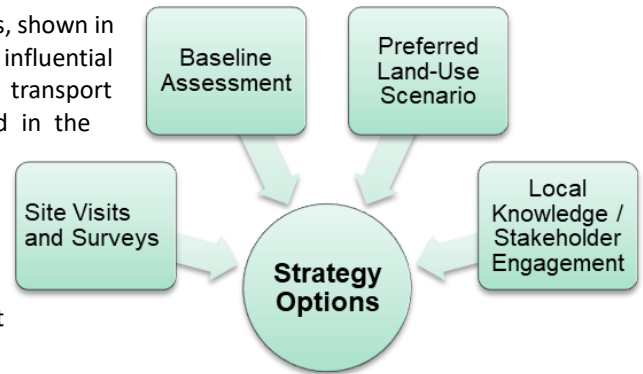 s, shown in
influential
transport
d in the
t
Baseline
Assessment
Preferred
Land-Use
Scenario
Site Visits
and Surveys
Local
Knowledge /
Stakeholder
Engagement
Strategy
Options